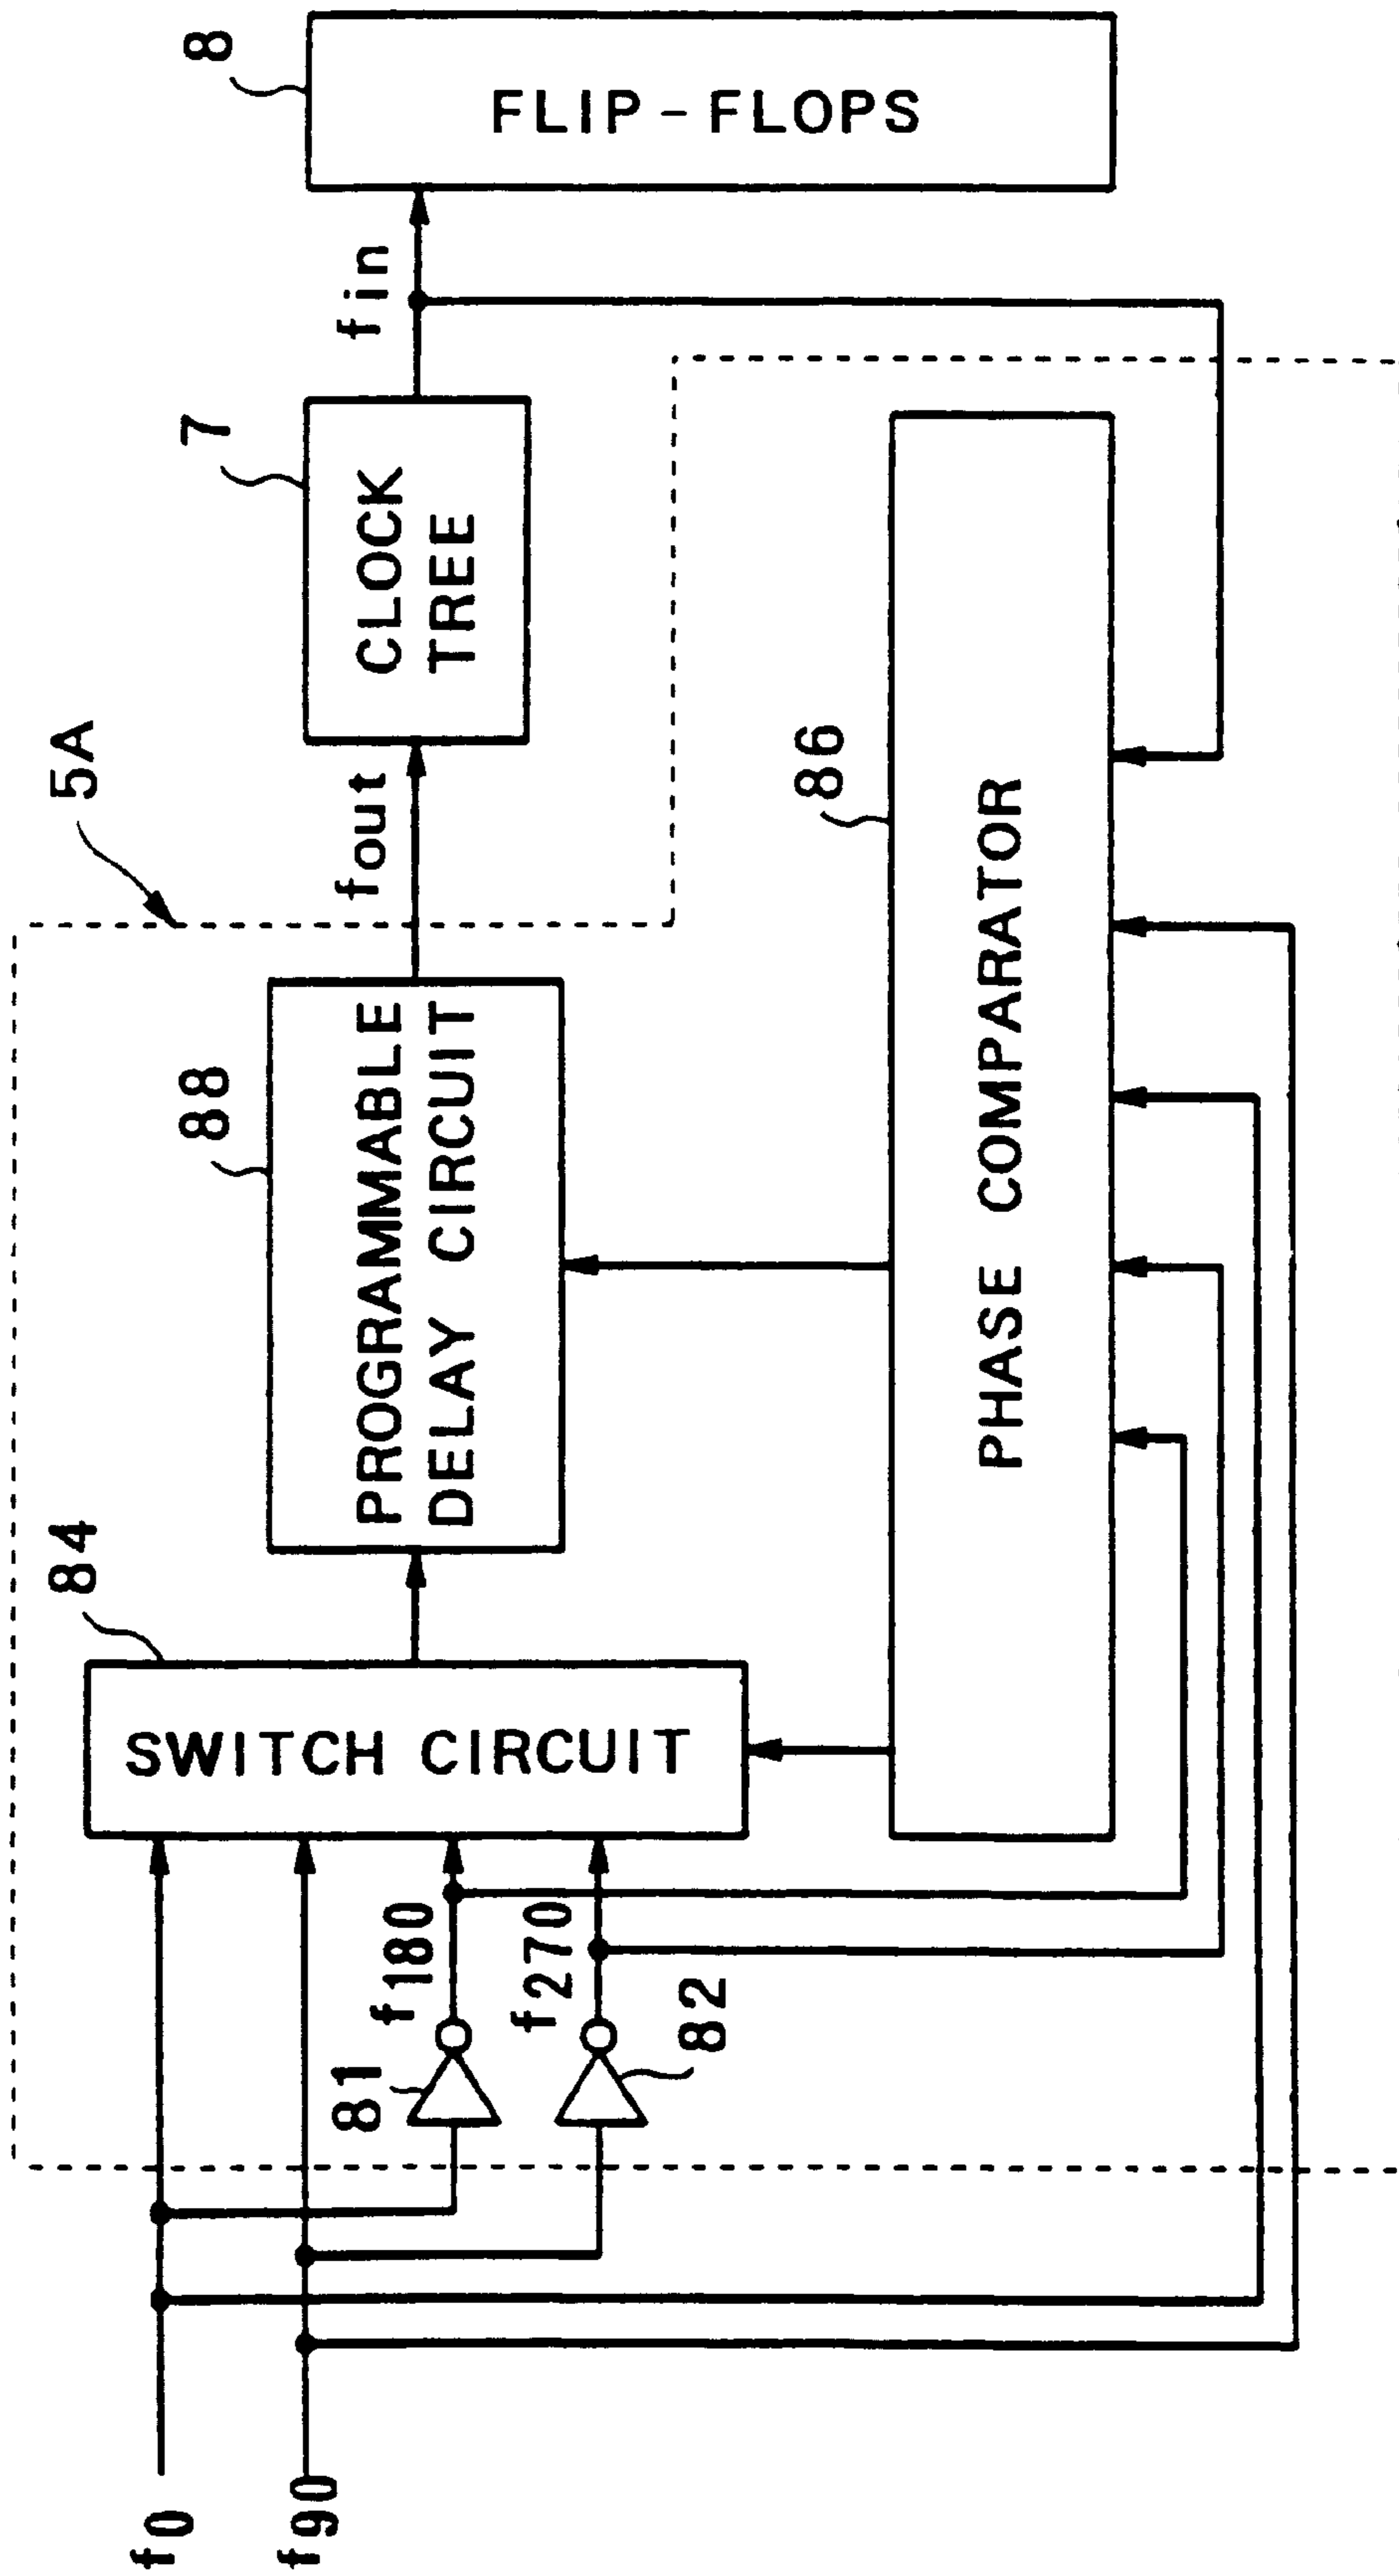 5A
84
88
7
8
f0
f90
81
f180
f270
82
SWITCH CIRCUIT
PROGRAMMABLE
DELAY CIRCUIT
fout
CLOCK
TREE
fin
FLIP-FLOPS
86
PHASE COMPARATOR